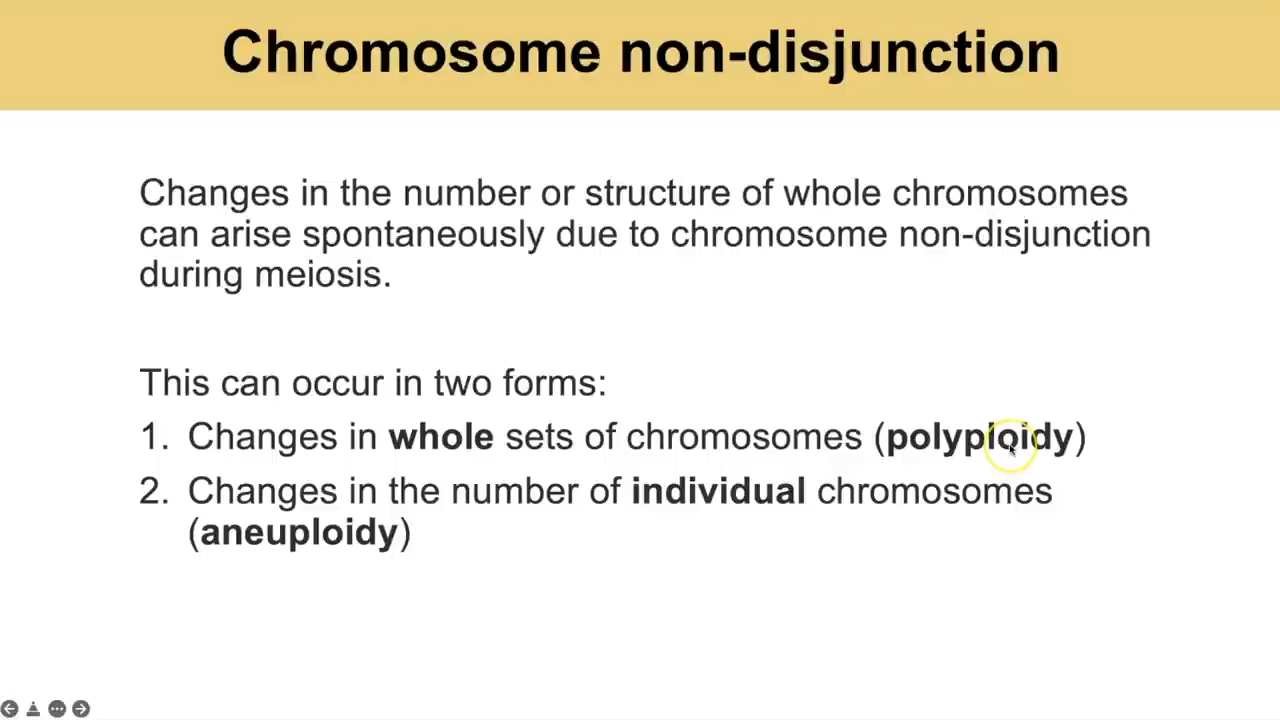 Chromosome non-disjunction
Changes in the number or structure of whole chromosomes
can arise spontaneously due to chromosome non-disjunction
during meiosis.
This can occur in two forms:
1. Changes in whole sets of chromosomes (polyploidy)
2. Changes in the number of individual chromosomes
(aneuploidy)